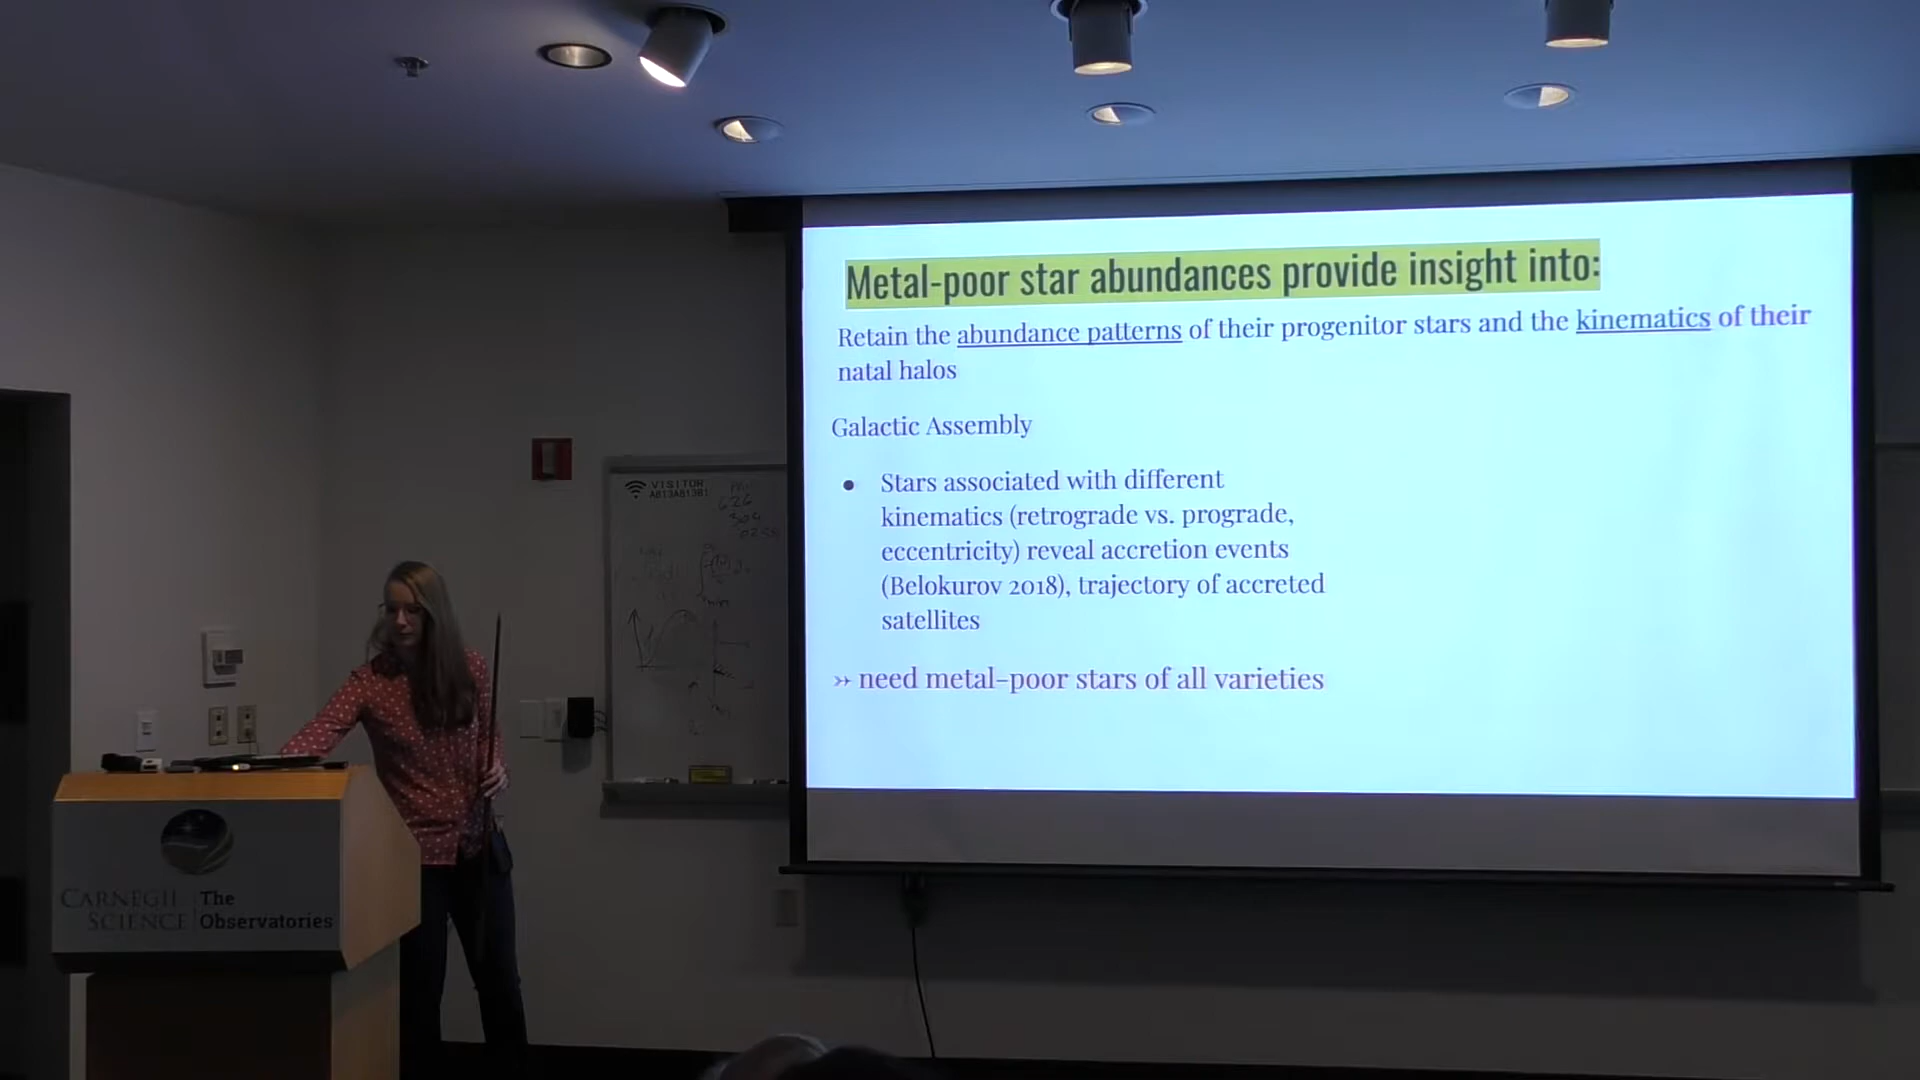 Metal-poor star abundances provide insight into:
Retain the abundance patterns of their progenitor stars and the kinematics of their
natal halos
Galactic Assembly
● Stars associated with different
kinematics (retrograde vs. prograde,
eccentricity) reveal accretion events
(Belokurov 2018), trajectory of accreted
satellites
➳ need metal-poor stars of all varieties
VISITOR
CARNEGIE The
SCIENCE Observatories